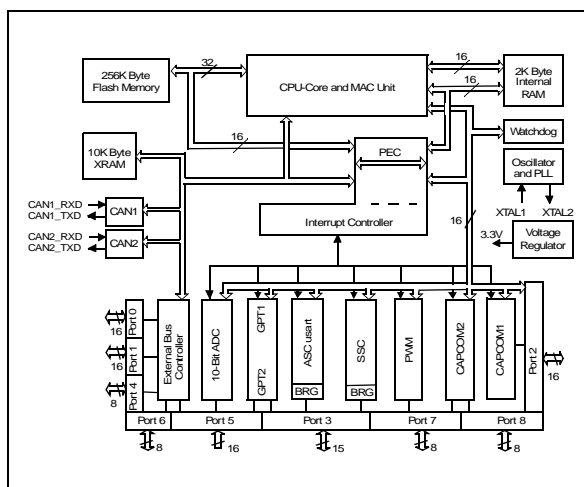 256K Byte
Flash Memory
32
CPU-Core and MAC Unit
16
2K Byte
Internal
RAM
16
Watchdog
16
PEC
10K Byte
XRAM
Oscillator
and PLL
CAN1_RXD
CAN1_TXD
CAN1
CAN2_RXD
CAN2_TXD
CAN2
Interrupt Controller
16
XTAL1
XTAL2
3.3V
Voltage
Regulator
16
Port 0
16
Port 1
8
Port 4
External Bus
Controller
10-Bit ADC
GPT1
GPT2
ASC usart
BRG
SSC
BRG
PWM
CAPCOM2
CAPCOM1
Port 2
16
Port 6
Port 5
Port 3
Port 7
Port 8
8
16
15
8
8